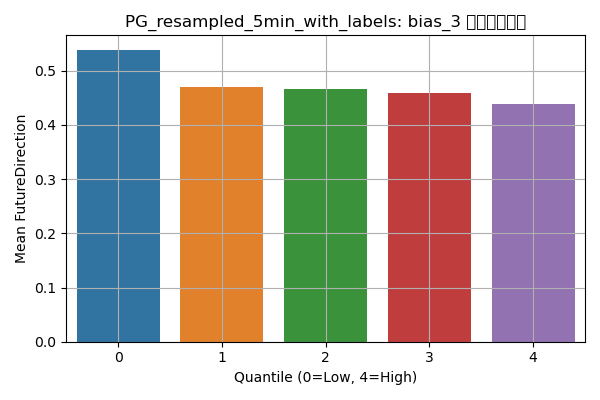 PG_resampled_5min_with_labels: bias_3
0.5
0.4
0.3
0.2
0.1
0.0
Mean FutureDirection
0 1 2 3 4
Quantile (0=Low, 4=High)